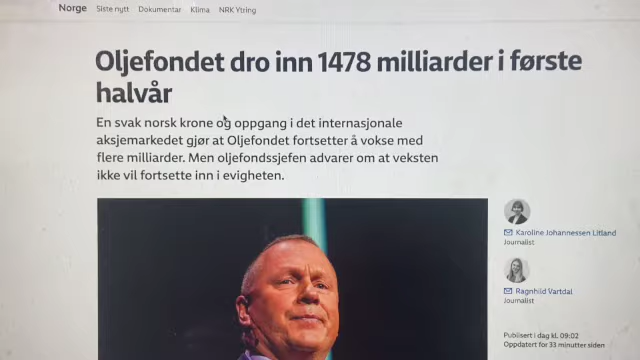 Norge Siste nytt Dokumentar Klima NRK Ytring
Oljefondet dro inn 1478 milliarder i første
halvår
En svak norsk krone og oppgang i det internasjonale
aksjemarkedet gjør at Oljefondet fortsetter å vokse med
flere milliarder. Men oljefondssjefen advarer om at veksten
ikke vil fortsette inn i evigheten.
Karoline Johannessen Litland
Journalist
Ragnhild Vartdal
Journalist
Publisert i dag kl. 09:02
Oppdatert for 33 minutter siden